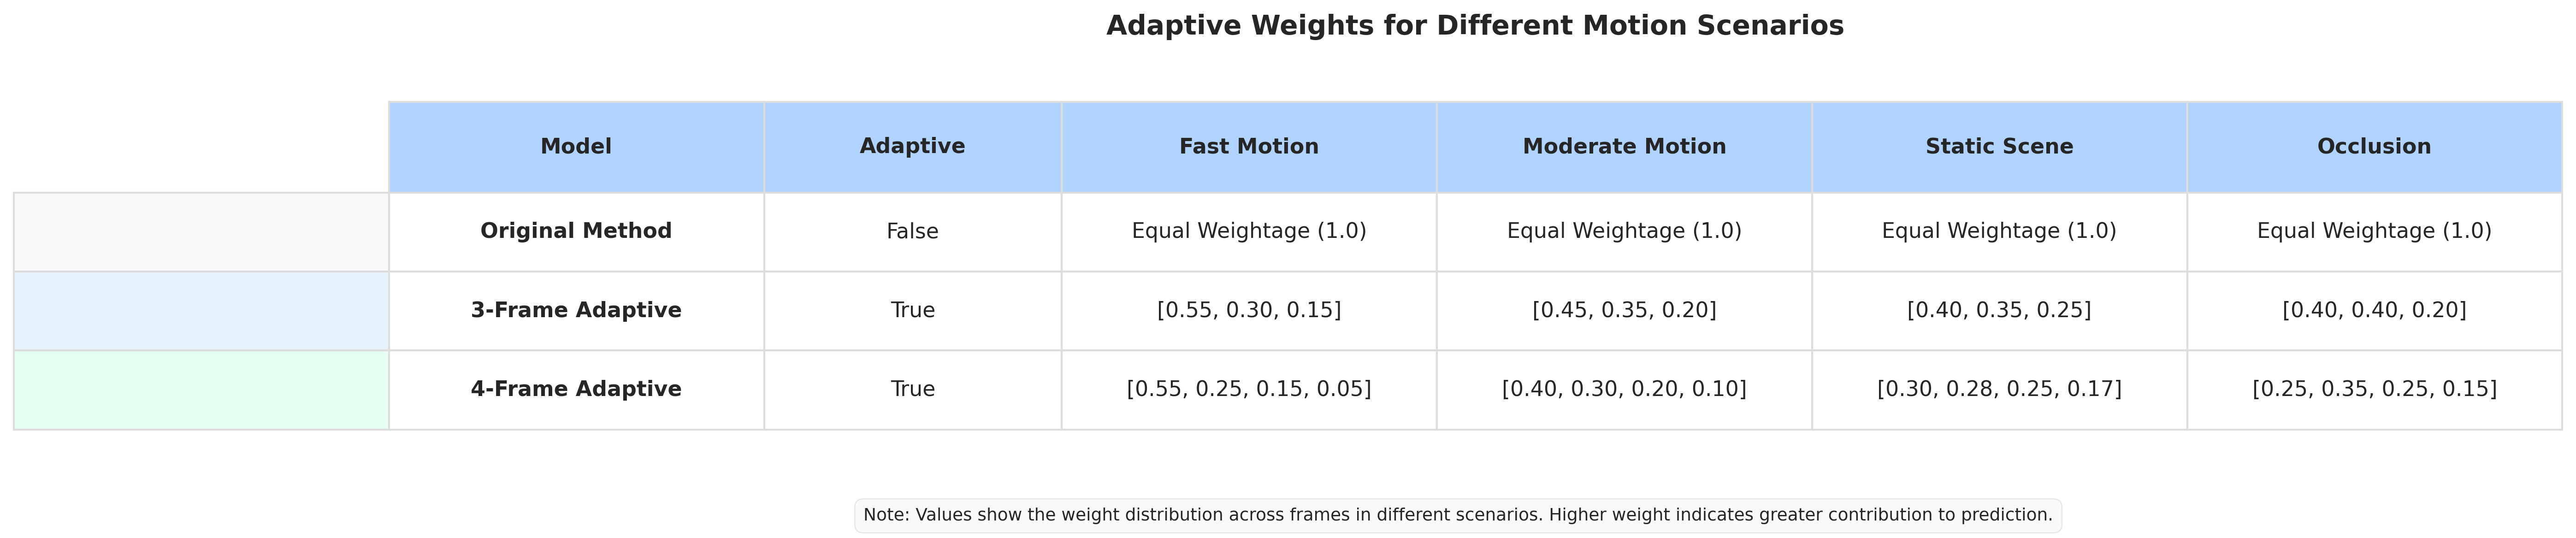 Adaptive Weights for Different Motion Scenarios
Model Adaptive Fast Motion Moderate Motion Static Scene Occlusion
Original Method False Equal Weightage (1.0) Equal Weightage (1.0) Equal Weightage (1.0) Equal Weightage (1.0)
3-Frame Adaptive True [0.55, 0.30, 0.15] [0.45, 0.35, 0.20] [0.40, 0.35, 0.25] [0.40, 0.40, 0.20]
4-Frame Adaptive True [0.55, 0.25, 0.15, 0.05] [0.40, 0.30, 0.20, 0.10] [0.30, 0.28, 0.25, 0.17] [0.25, 0.35, 0.25, 0.15]
Note: Values show the weight distribution across frames in different scenarios. Higher weight indicates greater contribution to prediction.